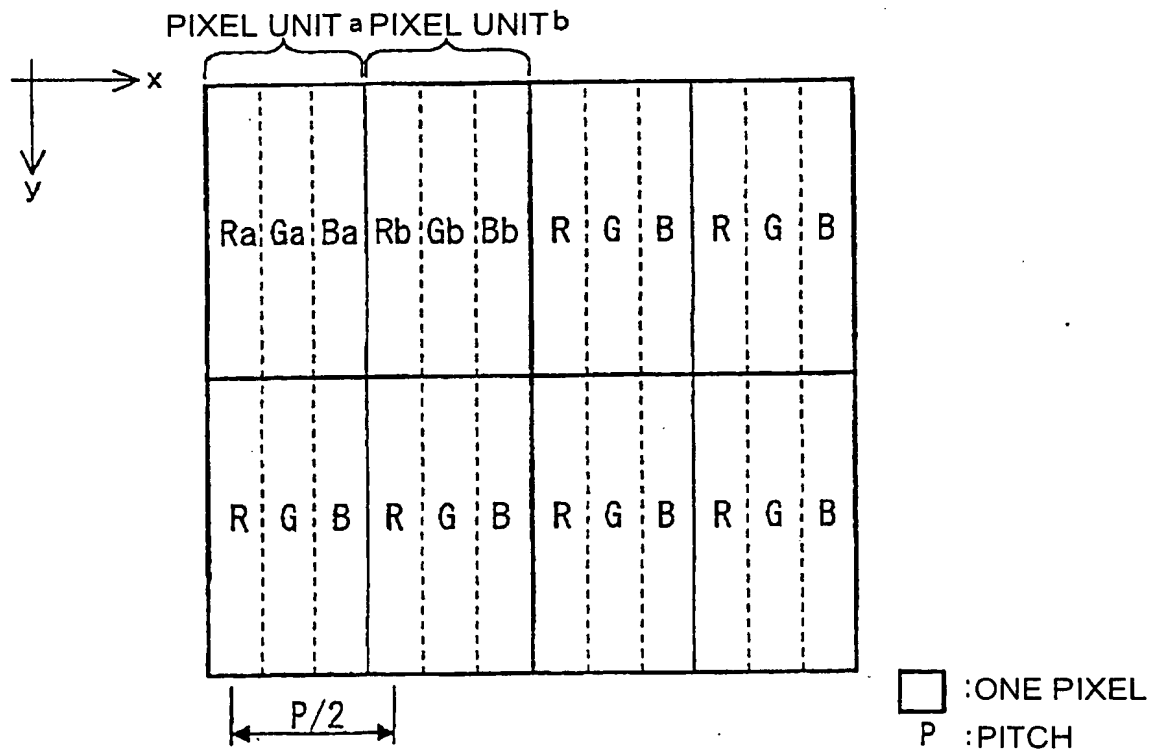 PIXEL UNIT a PIXEL UNIT b
x
y
Ra Ga Ba Rb Gb Bb R G B R G B
R G B R G B R G B R G B
P/2
:ONE PIXEL
P :PITCH